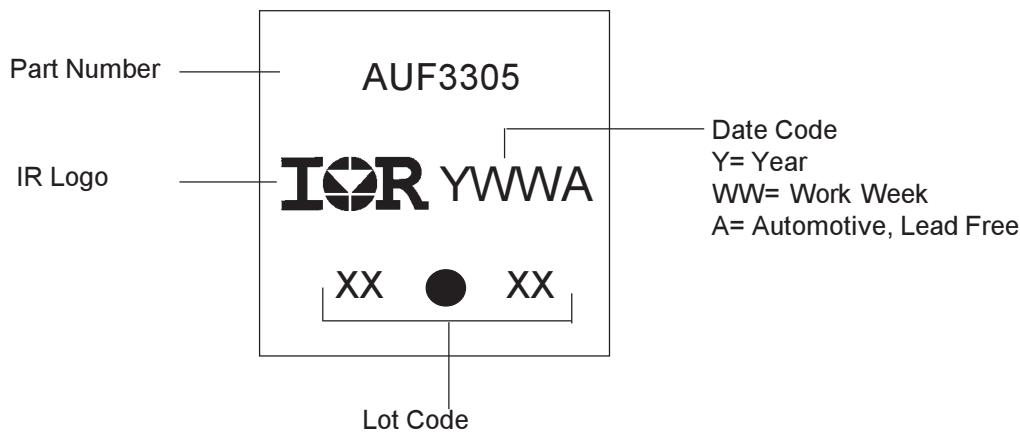 Part Number
AUF3305
IR Logo
IOR YWWA
Date Code
Y= Year
WW= Work Week
A= Automotive, Lead Free
XX XX
Lot Code